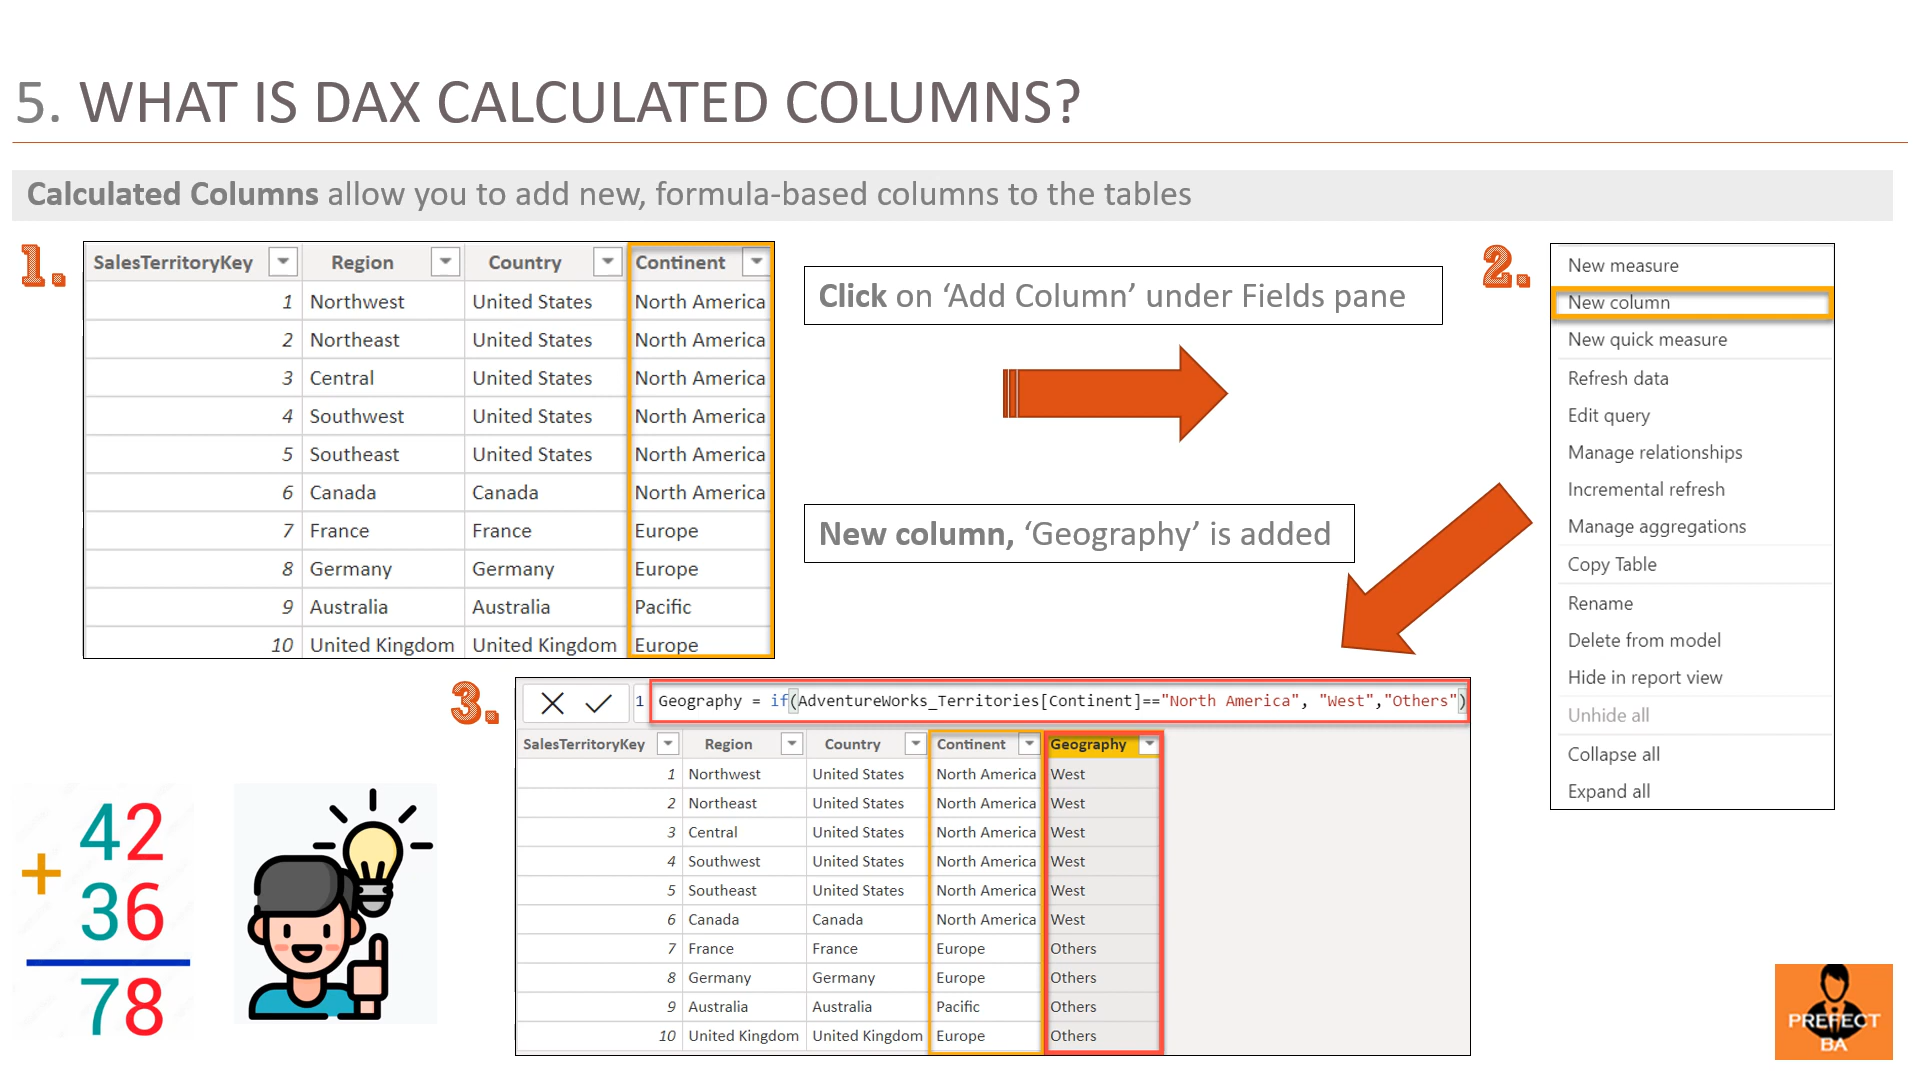 5. WHAT IS DAX CALCULATED COLUMNS?
Calculated Columns allow you to add new, formula-based columns to the tables
1.
SalesTerritoryKey Region Country Continent
1 Northwest United States North America
2 Northeast United States North America
3 Central United States North America
4 Southwest United States North America
5 Southeast United States North America
6 Canada Canada North America
7 France France Europe
8 Germany Germany Europe
9 Australia Australia Pacific
10 United Kingdom United Kingdom Europe
Click on ‘Add Column’ under Fields pane
2.
New measure
New column
New quick measure
Refresh data
Edit query
Manage relationships
Incremental refresh
Manage aggregations
Copy Table
Rename
Delete from model
Hide in report view
Unhide all
Collapse all
Expand all
New column, ‘Geography’ is added
3.
1 Geography = if(AdventureWorks_Territories[Continent]=="North America", "West","Others")
SalesTerritoryKey Region Country Continent Geography
1 Northwest United States North America West
2 Northeast United States North America West
3 Central United States North America West
4 Southwest United States North America West
5 Southeast United States North America West
6 Canada Canada North America West
7 France France Europe Others
8 Germany Germany Europe Others
9 Australia Australia Pacific Others
10 United Kingdom United Kingdom Europe Others
42
+
36
78
PREFECT
BA